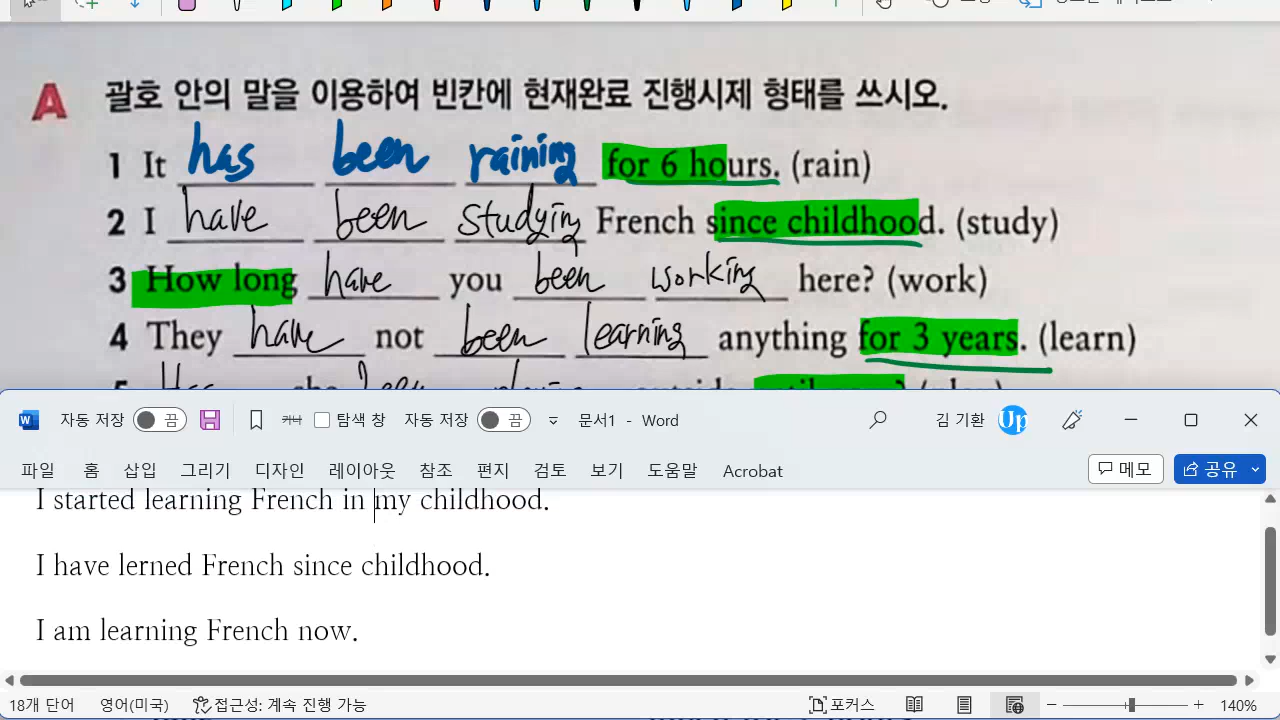 A 괄호 안의 말을 이용하여 빈칸에 현재완료 진행시제 형태를 쓰시오.
1 It has been raining for 6 hours. (rain)
2 I have been studying French since childhood. (study)
3 How long have you been working here? (work)
4 They have not been learning anything for 3 years. (learn)
자동 저장 끔 탐색 창 자동 저장 끔 문서1 - Word 김 기환
파일 홈 삽입 그리기 디자인 레이아웃 참조 편지 검토 보기 도움말 Acrobat 메모 공유
I started learning French in my childhood.
I have lerned French since childhood.
I am learning French now.
18개 단어 영어(미국) 접근성: 계속 진행 가능 포커스 140%